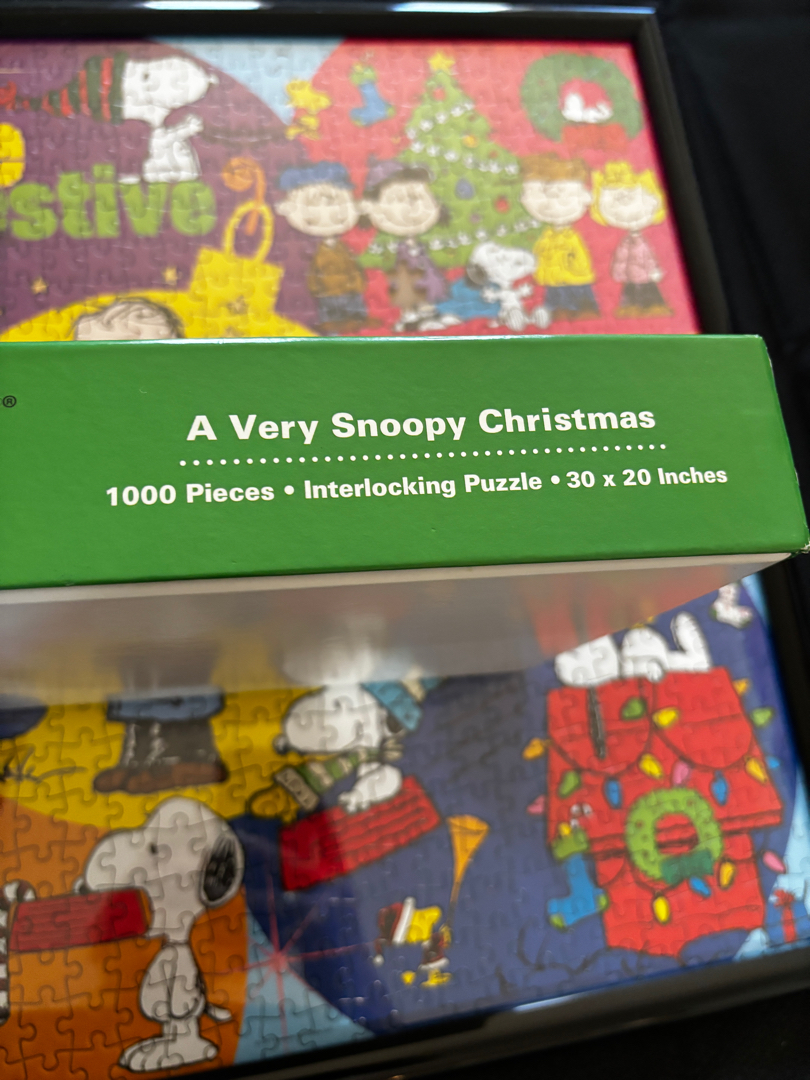 estive
®
A Very Snoopy Christmas
1000 Pieces • Interlocking Puzzle • 30 x 20 Inches